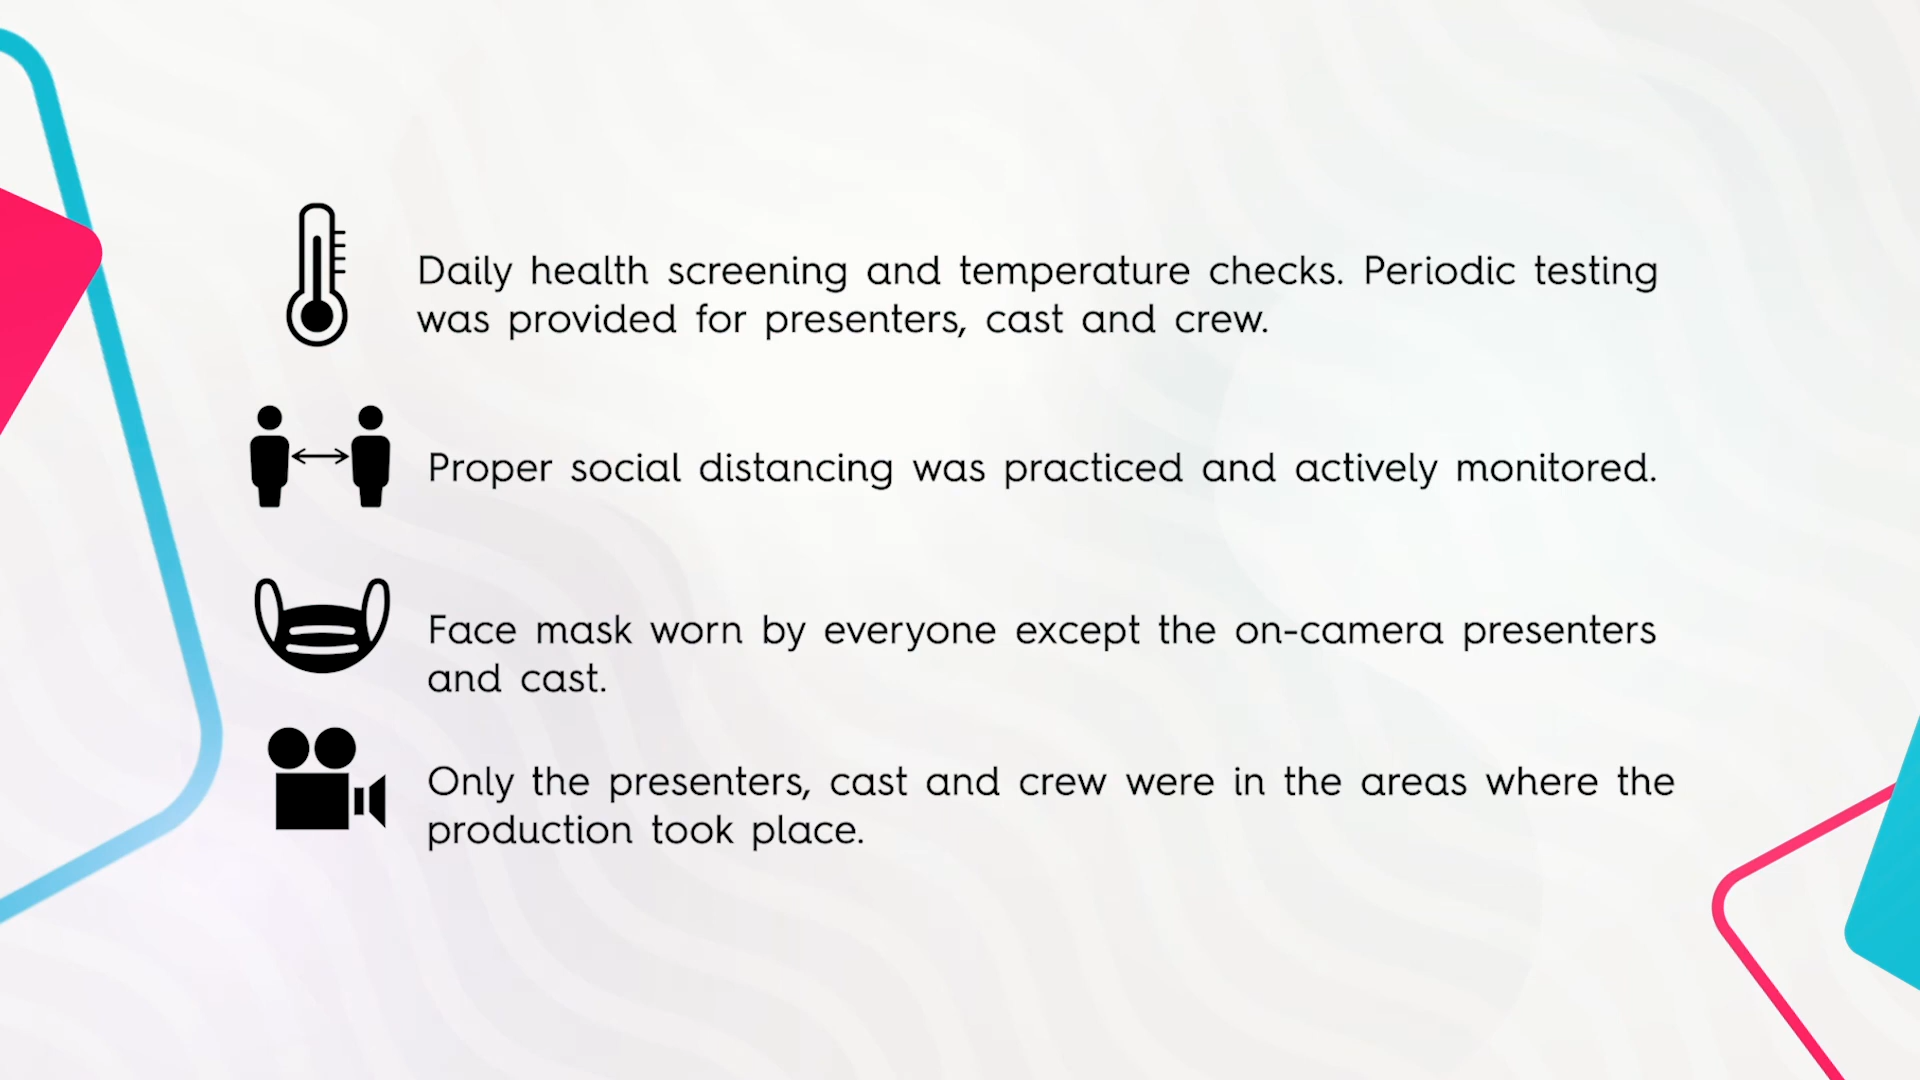 Daily health screening and temperature checks. Periodic testing
was provided for presenters, cast and crew.
Proper social distancing was practiced and actively monitored.
Face mask worn by everyone except the on-camera presenters
and cast.
Only the presenters, cast and crew were in the areas where the
production took place.